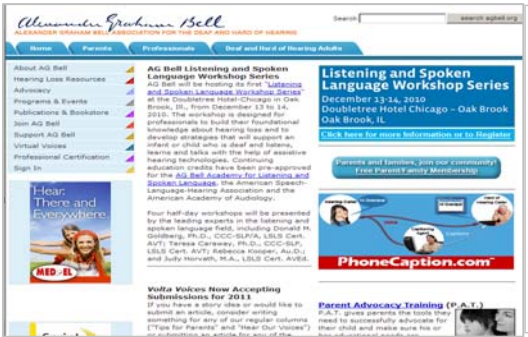 Alexander Graham Bell
ALEXANDER GRAHAM BELL ASSOCIATION FOR THE DEAF AND HARD OF HEARING
Search
search agbell.org
Home
Parents
Professionals
Deaf and Hard of Hearing Adults
About AG Bell
Hearing Loss Resources
Advocacy
Programs & Events
Publications & Bookstore
Join AG Bell
Support AG Bell
Virtual Voices
Professional Certification
Sign In
Hear:
There and
Everywhere.
MED-EL
AG Bell Listening and Spoken
Language Workshop Series
AG Bell will be hosting its first "Listening
and Spoken Language Workshop Series"
at the Doubletree Hotel-Chicago in Oak
Brook, Ill., from December 13 to 14,
2010. The workshop is designed for
professionals to build their foundational
knowledge about hearing loss and to
develop strategies that will support an
infant or child who is deaf and listens,
learns and talks with the help of assistive
hearing technologies. Continuing
education credits have been pre-approved
for the AG Bell Academy for Listening and
Spoken Language, the American Speech-
Language-Hearing Association and the
American Academy of Audiology.
Four half-day workshops will be presented
by the leading experts in the listening and
spoken language field, including Donald M.
Goldberg, Ph.D., CCC-SLP/A, LSLS Cert.
AVT; Teresa Caraway, Ph.D., CCC-SLP,
LSLS Cert. AVT; Rebecca Kooper, Au.D.;
and Judy Horvath, M.A., LSLS Cert. AVEd.
Volta Voices Now Accepting
Submissions for 2011
If you have a story idea or would like to
submit an article, consider writing
something for any of our regular columns
("Tips for Parents" and "Hear Our Voices")
or submitting an article for any of the
Listening and Spoken
Language Workshop Series
December 13-14, 2010
Doubletree Hotel Chicago – Oak Brook
Oak Brook, IL
Click here for more Information or to Register
Parents and families, join our community!
Free Parent/Family Membership
Captions
PhoneCaption.com
Parent Advocacy Training (P.A.T.)
P.A.T. gives parents the tools they
need to successfully advocate for
their child and make sure his or
her educational needs are